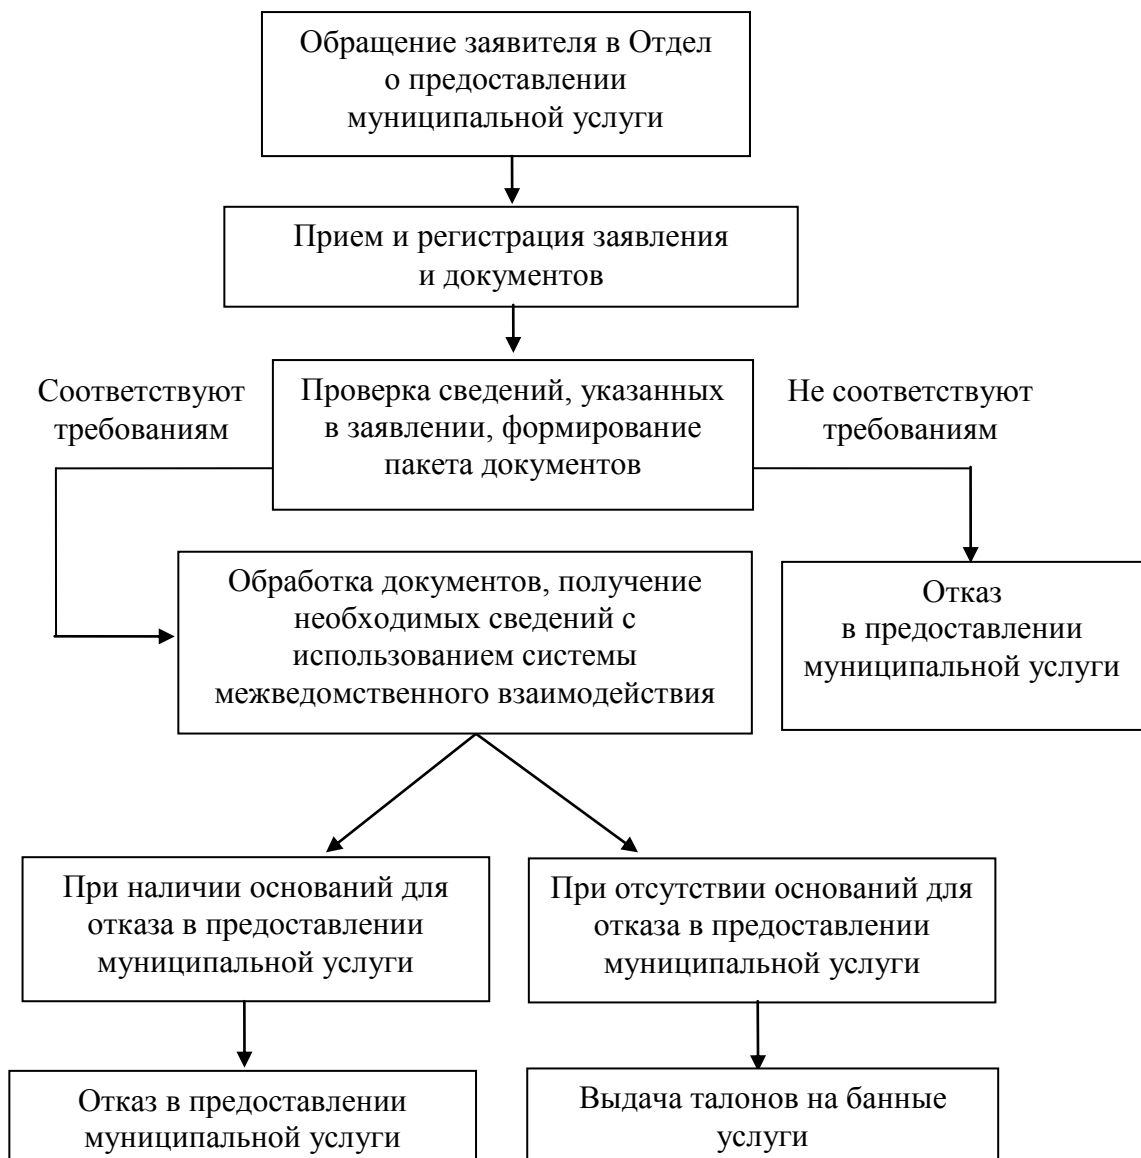 Обращение заявителя в Отдел
о предоставлении
муниципальной услуги
Прием и регистрация заявления
и документов
Соответствуют
требованиям
Проверка сведений, указанных
в заявлении, формирование
пакета документов
Не соответствуют
требованиям
Обработка документов, получение
необходимых сведений с
использованием системы
межведомственного взаимодействия
Отказ
в предоставлении
муниципальной услуги
При наличии оснований для
отказа в предоставлении
муниципальной услуги
При отсутствии оснований для
отказа в предоставлении
муниципальной услуги
Отказ в предоставлении
муниципальной услуги
Выдача талонов на банные
услуги